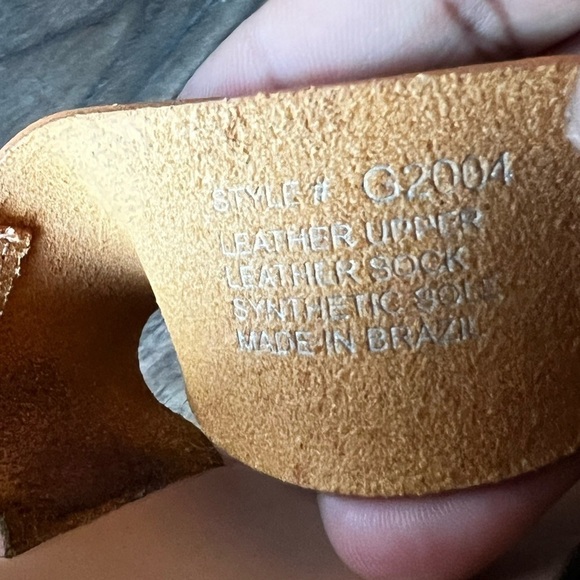 STYLE # G2004
LEATHER UPPER
LEATHER SOCK
SYNTHETIC SOLE
MADE IN BRAZIL